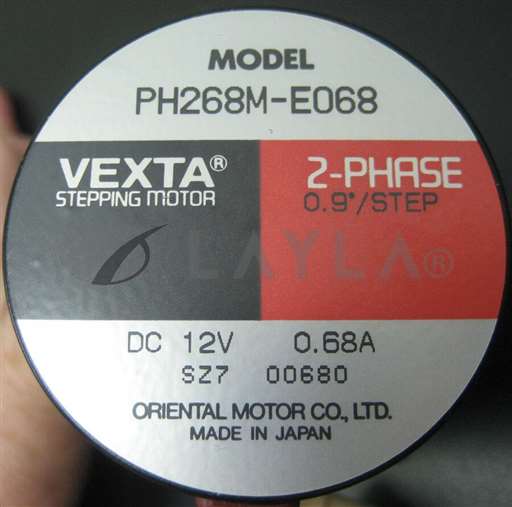 MODEL
PH268M-E068
VEXTA® 2-PHASE
STEPPING MOTOR 0.9°/STEP
LAYLA®
DC 12V 0.68A
SZ7 00680
ORIENTAL MOTOR CO., LTD.
MADE IN JAPAN